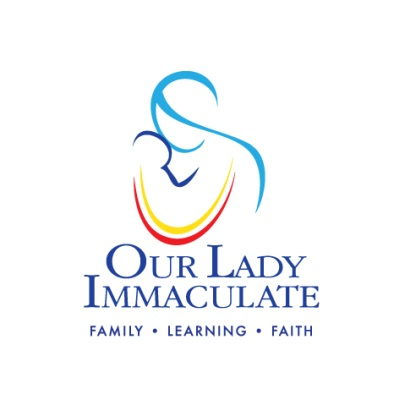 OUR LADY
IMMACULATE
FAMILY • LEARNING • FAITH